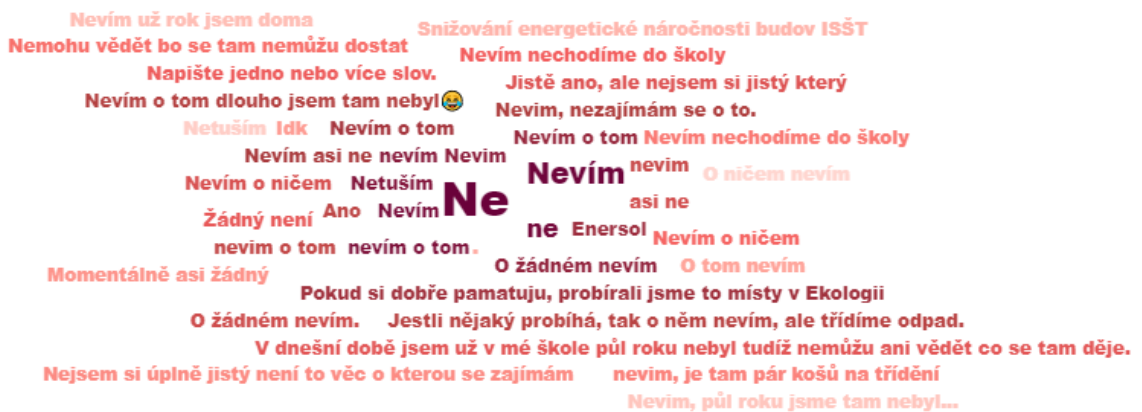 Nevím už rok jsem doma
Snižování energetické náročnosti budov ISŠT
Nemohu vědět bo se tam nemůžu dostat
Nevím nechodíme do školy
Napište jedno nebo více slov.
Jistě ano, ale nejsem si jistý který
Nevím o tom dlouho jsem tam nebyl😂
Nevim, nezajímám se o to.
Netuším Idk Nevím o tom
Nevím o tom Nevím nechodíme do školy
Nevím asi ne nevím Nevim
Nevím nevim O ničem nevím
Nevím o ničem Netuším
Ne
asi ne
Žádný není Ano Nevím
ne Enersol Nevím o ničem
nevim o tom nevím o tom .
O žádném nevím O tom nevím
Momentálně asi žádný
Pokud si dobře pamatuju, probírali jsme to místy v Ekologii
O žádném nevím. Jestli nějaký probíhá, tak o něm nevím, ale třídíme odpad.
V dnešní době jsem už v mé škole půl roku nebyl tudíž nemůžu ani vědět co se tam děje.
Nejsem si úplně jistý není to věc o kterou se zajímám nevim, je tam pár košů na třídění
Nevim, půl roku jsme tam nebyl...